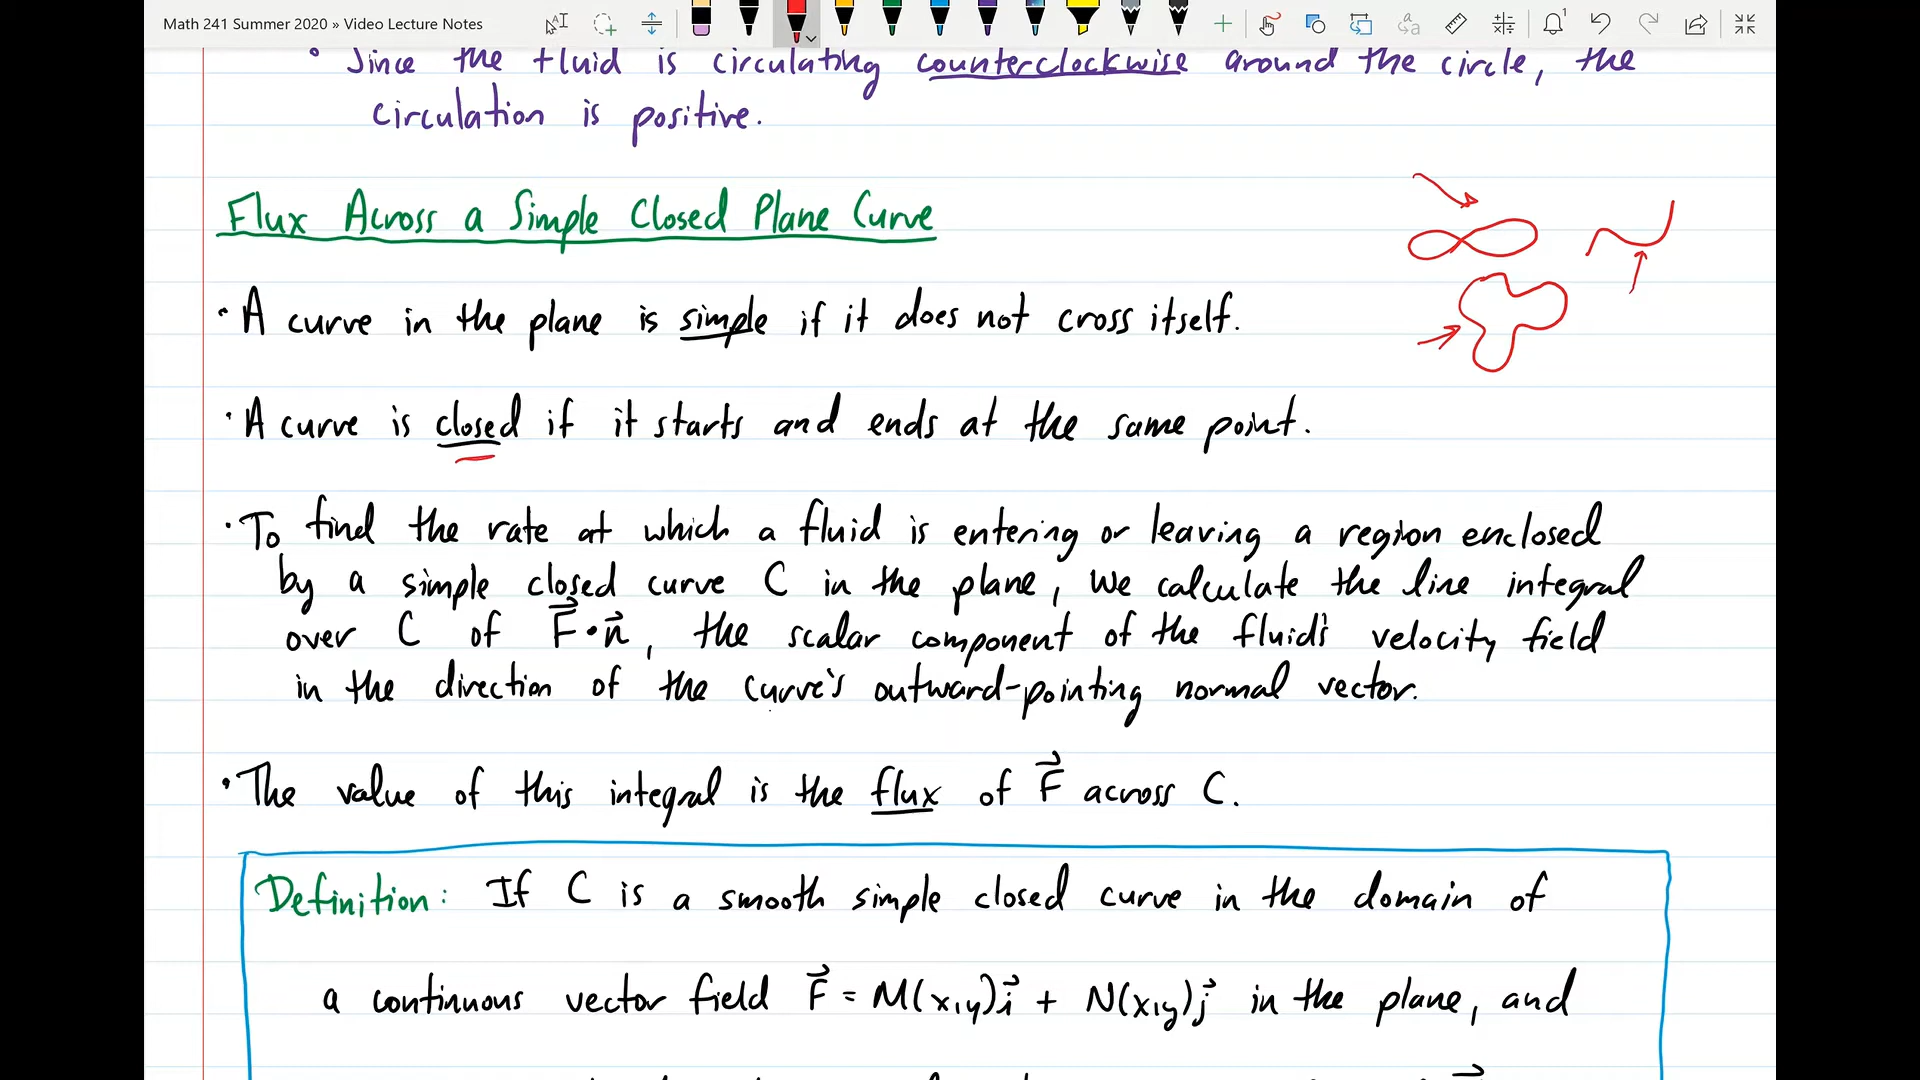 Math 241 Summer 2020 » Video Lecture Notes
• Since the fluid is circulating counterclockwise around the circle, the
circulation is positive.
Flux Across a Simple Closed Plane Curve
• A curve in the plane is simple if it does not cross itself.
• A curve is closed if it starts and ends at the same point.
• To find the rate at which a fluid is entering or leaving a region enclosed
by a simple closed curve C in the plane, we calculate the line integral
over C of F⃗•n⃗, the scalar component of the fluid's velocity field
in the direction of the curve's outward-pointing normal vector.
• The value of this integral is the flux of F⃗ across C.
Definition: If C is a smooth simple closed curve in the domain of
a continuous vector field F⃗ = M(x,y)i⃗ + N(x,y)j⃗ in the plane, and